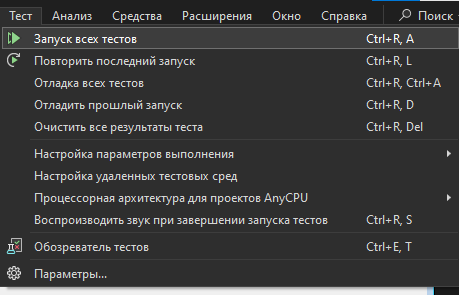 Тест Анализ Средства Расширения Окно Справка Поиск
Запуск всех тестов Ctrl+R, A
Повторить последний запуск Ctrl+R, L
Отладка всех тестов Ctrl+R, Ctrl+A
Отладить прошлый запуск Ctrl+R, D
Очистить все результаты теста Ctrl+R, Del
Настройка параметров выполнения
Настройка удаленных тестовых сред
Процессорная архитектура для проектов AnyCPU
Воспроизводить звук при завершении запуска тестов Ctrl+R, S
Обозреватель тестов Ctrl+E, T
Параметры...